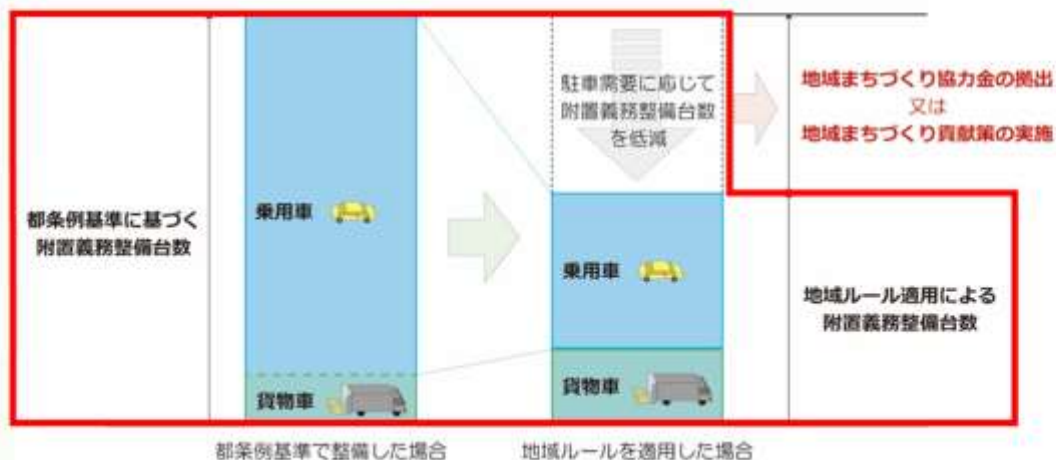 駐車需要に応じて
附置義務整備台数
を低減
地域まちづくり協力金の拠出
又は
地域まちづくり貢献策の実施
都条例基準に基づく
附置義務整備台数
乗用車
乗用車
地域ルール適用による
附置義務整備台数
貨物車
貨物車
都条例基準で整備した場合
地域ルールを適用した場合